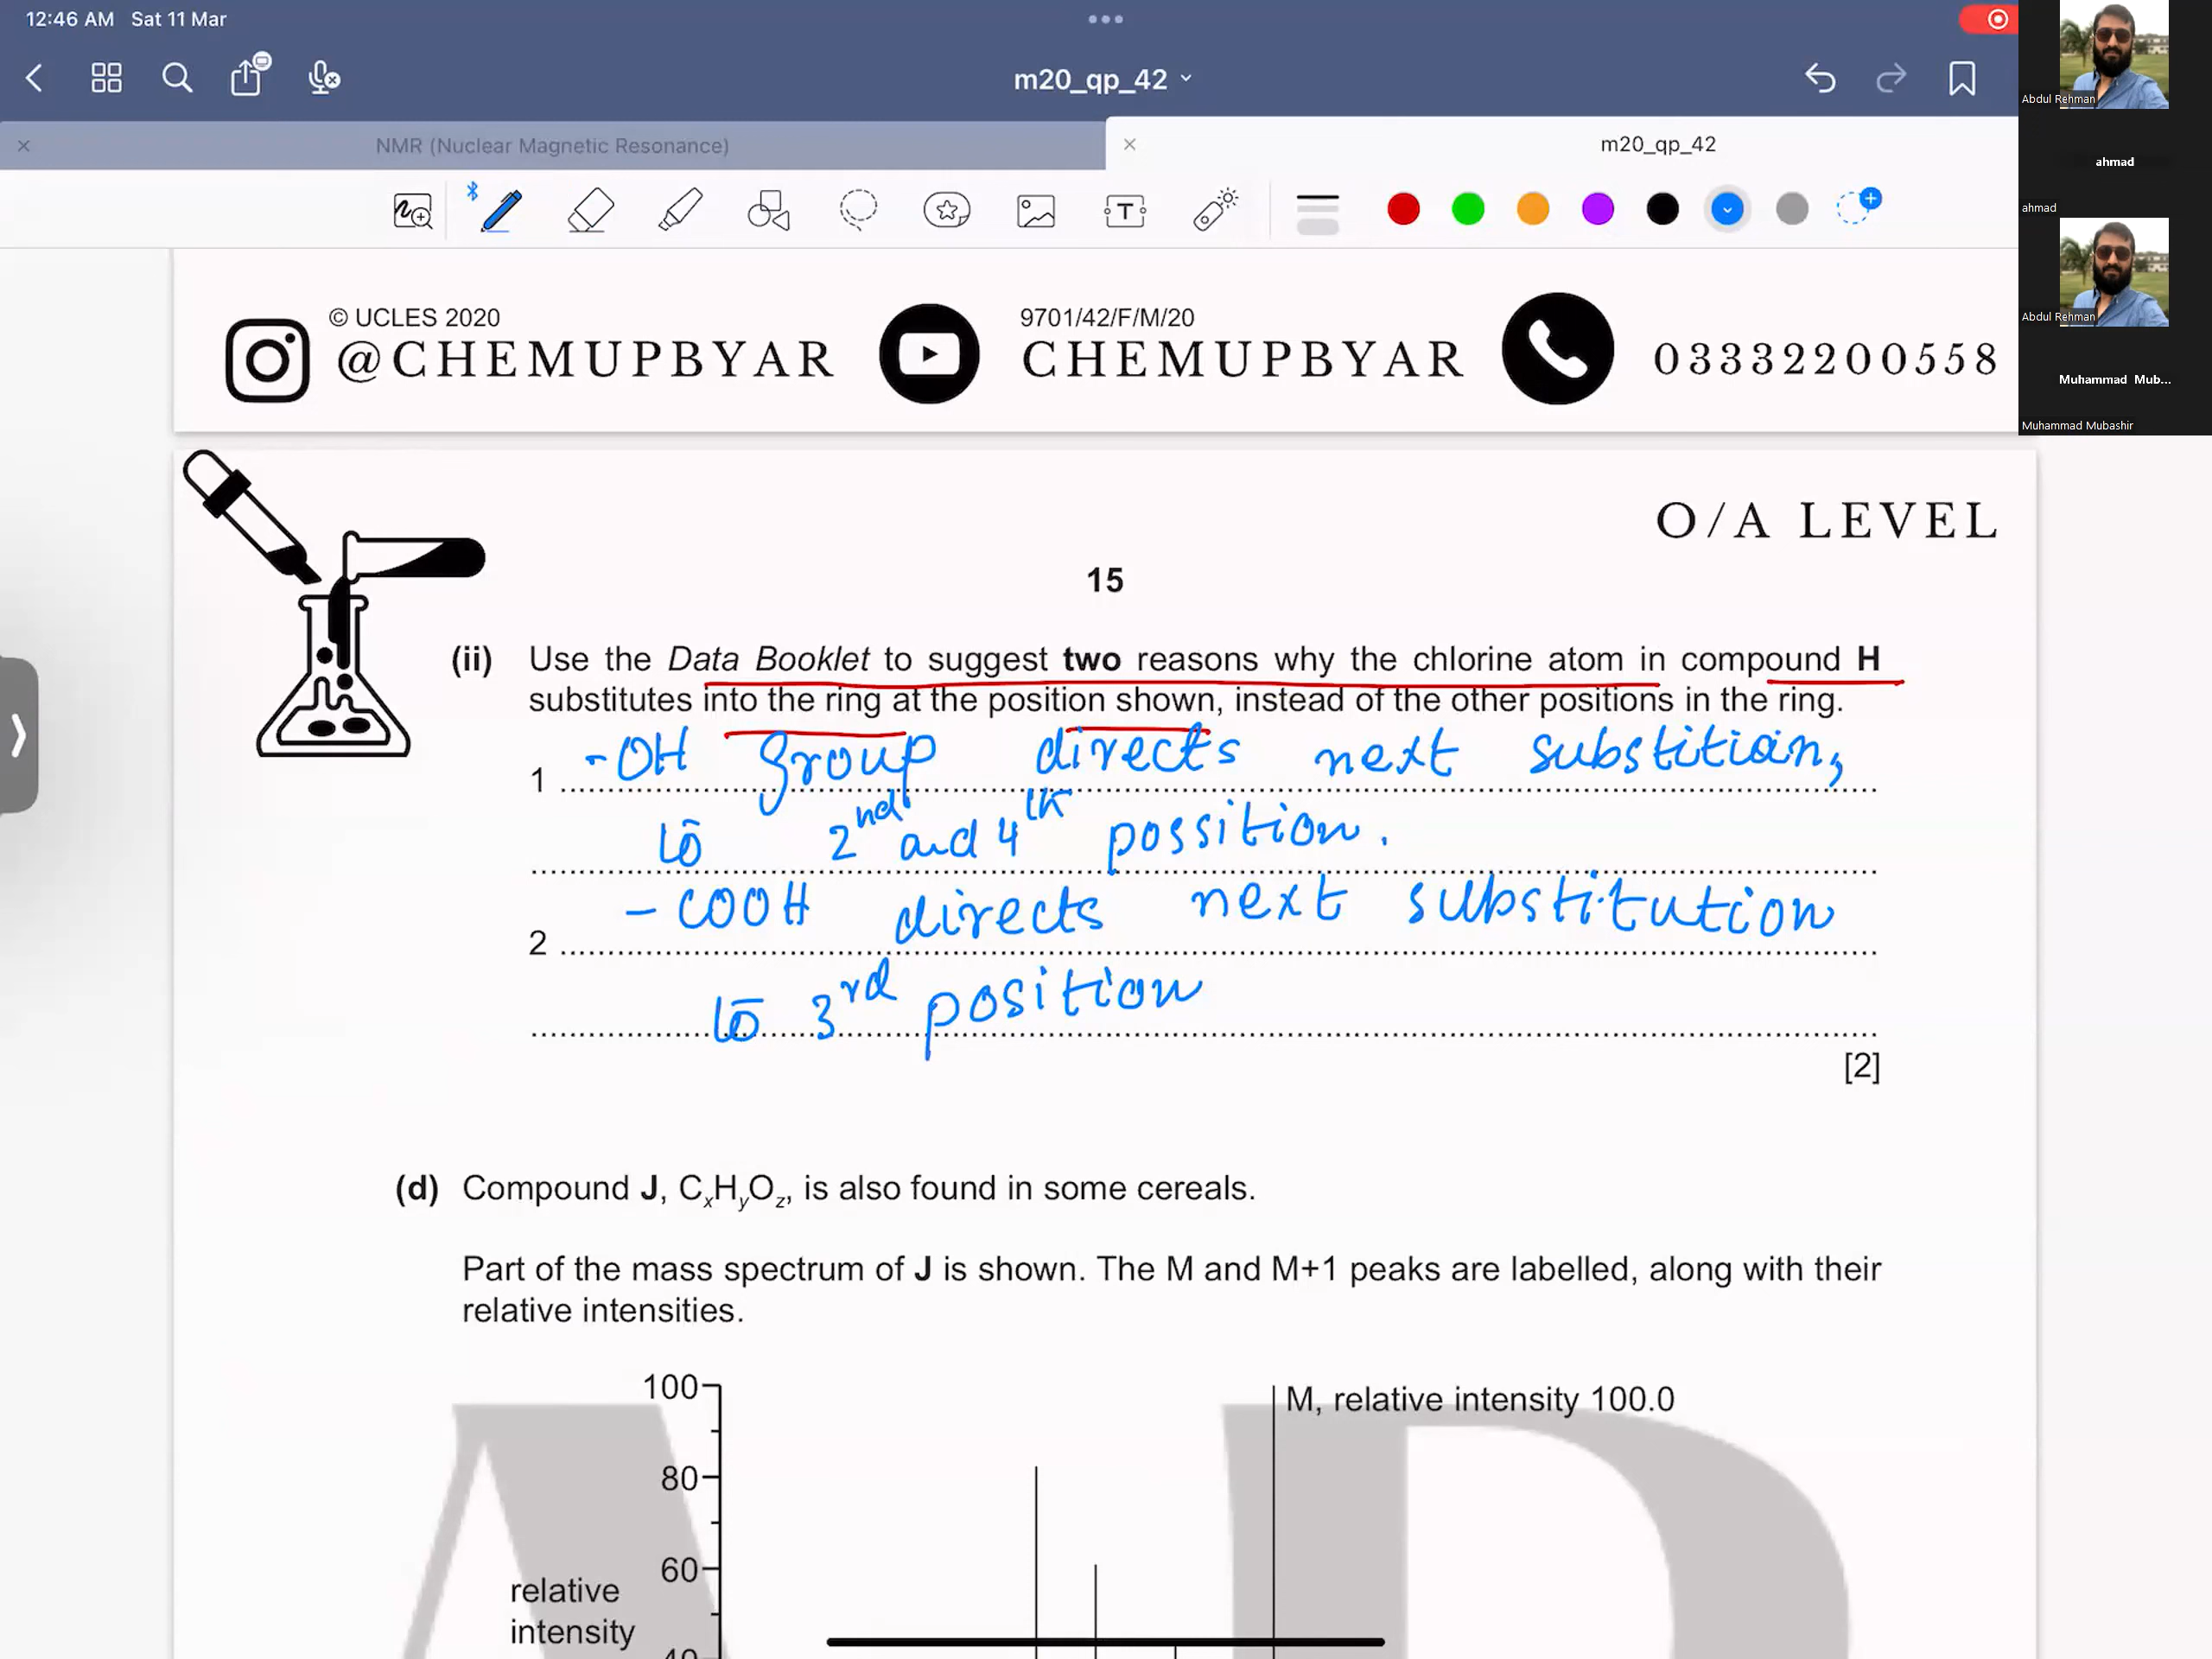 12:46 AM Sat 11 Mar
m20_qp_42
NMR (Nuclear Magnetic Resonance)
m20_qp_42
T
Abdul Rehman
ahmad
ahmad
Abdul Rehman
Muhammad Mub...
Muhammad Mubashir
© UCLES 2020
9701/42/F/M/20
@CHEMUPBYAR
CHEMUPBYAR
03332200558
O/A LEVEL
15
(ii) Use the Data Booklet to suggest two reasons why the chlorine atom in compound H
substitutes into the ring at the position shown, instead of the other positions in the ring.
1 -OH group directs next substitiain,
to 2nd and 4th possition.
2 - COOH directs next substitution
to 3rd position
[2]
(d) Compound J, CxHyOz, is also found in some cereals.
Part of the mass spectrum of J is shown. The M and M+1 peaks are labelled, along with their
relative intensities.
100
M, relative intensity 100.0
80
60
relative
intensity
40